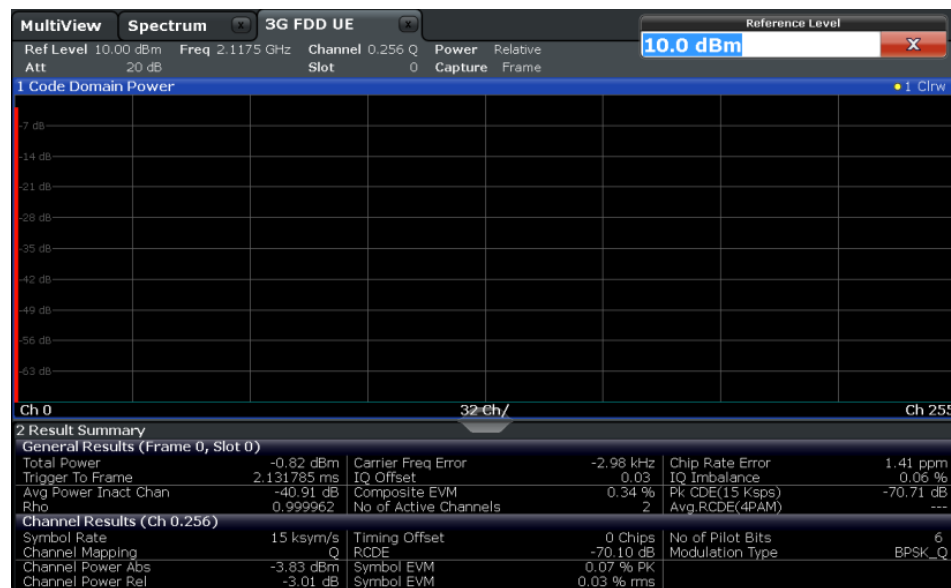 MultiView Spectrum x 3G FDD UE x Reference Level
Ref Level 10.00 dBm Freq 2.1175 GHz Channel 0.256 Q Power Relative 10.0 dBm X
Att 20 dB Slot 0 Capture Frame
1 Code Domain Power 1 Clrw
-7 dB
-14 dB
-21 dB
-28 dB
-35 dB
-42 dB
-49 dB
-56 dB
-63 dB
Ch 0 32 Ch/ Ch 255
2 Result Summary
General Results (Frame 0, Slot 0)
Total Power -0.82 dBm Carrier Freq Error -2.98 kHz Chip Rate Error 1.41 ppm
Trigger To Frame 2.131785 ms IQ Offset 0.03 IQ Imbalance 0.06 %
Avg Power Inact Chan -40.91 dB Composite EVM 0.34 % Pk CDE(15 Ksps) -70.71 dB
Rho 0.999962 No of Active Channels 2 Avg.RCDE(4PAM) ---
Channel Results (Ch 0.256)
Symbol Rate 15 ksym/s Timing Offset 0 Chips No of Pilot Bits 6
Channel Mapping Q RCDE -70.10 dB Modulation Type BPSK_Q
Channel Power Abs -3.83 dBm Symbol EVM 0.07 % PK
Channel Power Rel -3.01 dB Symbol EVM 0.03 % rms